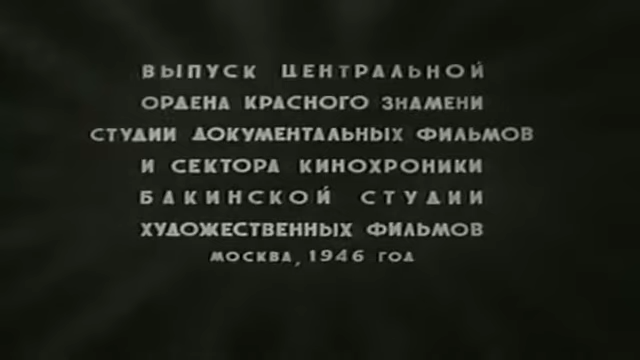 ВЫПУСК ЦЕНТРАЛЬНОЙ
ОРДЕНА КРАСНОГО ЗНАМЕНИ
СТУДИИ ДОКУМЕНТАЛЬНЫХ ФИЛЬМОВ
И СЕКТОРА КИНОХРОНИКИ
БАКИНСКОЙ СТУДИИ
ХУДОЖЕСТВЕННЫХ ФИЛЬМОВ
МОСКВА, 1946 ГОД